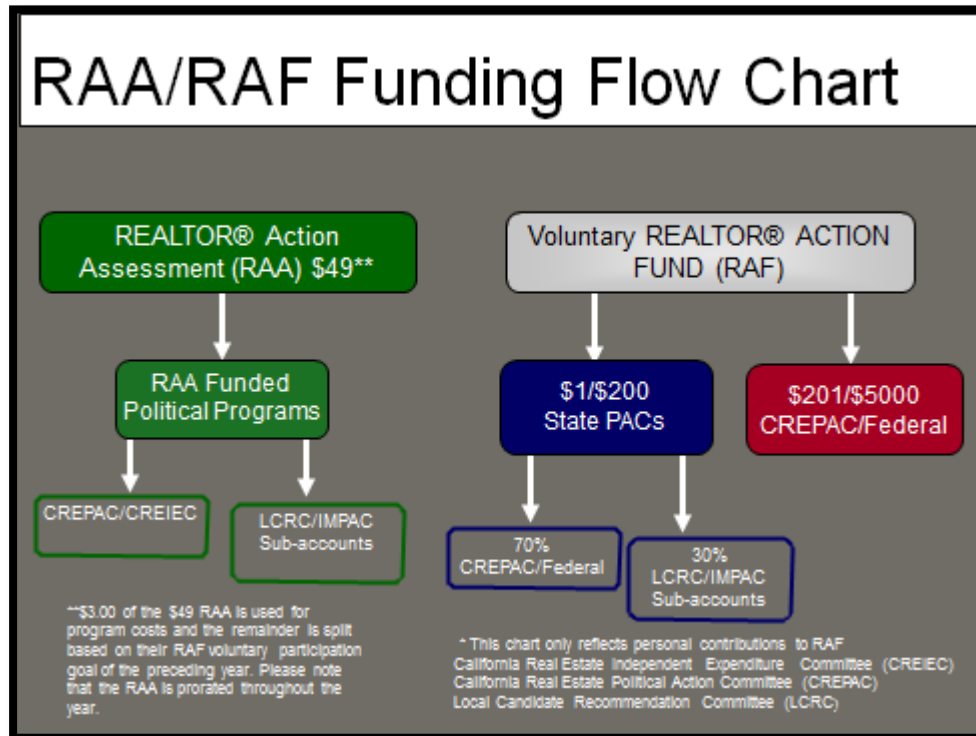 RAA/RAF Funding Flow Chart
REALTOR® Action
Assessment (RAA) $49**
Voluntary REALTOR® ACTION
FUND (RAF)
RAA Funded
Political Programs
$1/$200
State PACs
$201/$5000
CREPAC/Federal
CREPAC/CREIEC
LCRC/IMPAC
Sub-accounts
70%
CREPAC/Federal
30%
LCRC/IMPAC
Sub-accounts
**$3.00 of the $49 RAA is used for
program costs and the remainder is split
based on their RAF voluntary participation
goal of the preceding year. Please note
that the RAA is prorated throughout the
year.
* This chart only reflects personal contributions to RAF
California Real Estate Independent Expenditure Committee (CREIEC)
California Real Estate Political Action Committee (CREPAC)
Local Candidate Recommendation Committee (LCRC)